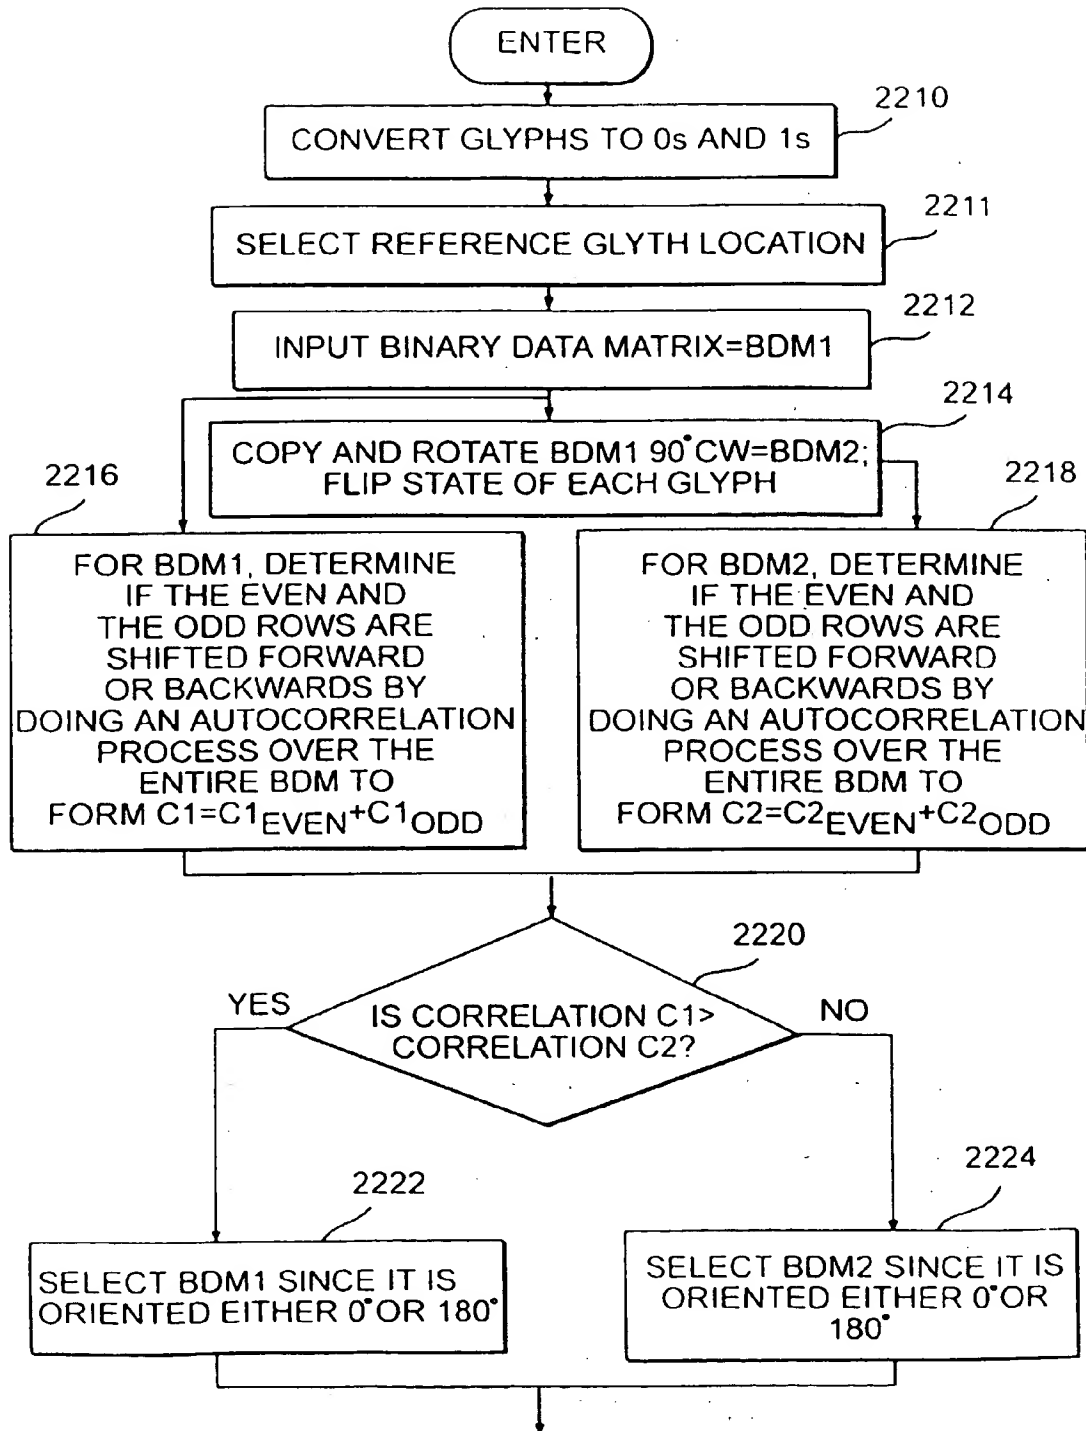 ENTER
2210
CONVERT GLYPHS TO 0s AND 1s
2211
SELECT REFERENCE GLYTH LOCATION
2212
INPUT BINARY DATA MATRIX=BDM1
2214
COPY AND ROTATE BDM1 90°CW=BDM2;
FLIP STATE OF EACH GLYPH
2216
FOR BDM1, DETERMINE
IF THE EVEN AND
THE ODD ROWS ARE
SHIFTED FORWARD
OR BACKWARDS BY
DOING AN AUTOCORRELATION
PROCESS OVER THE
ENTIRE BDM TO
FORM C1=C1EVEN+C1ODD
2218
FOR BDM2, DETERMINE
IF THE EVEN AND
THE ODD ROWS ARE
SHIFTED FORWARD
OR BACKWARDS BY
DOING AN AUTOCORRELATION
PROCESS OVER THE
ENTIRE BDM TO
FORM C2=C2EVEN+C2ODD
2220
IS CORRELATION C1>
CORRELATION C2?
YES
NO
2222
SELECT BDM1 SINCE IT IS
ORIENTED EITHER 0° OR 180°
2224
SELECT BDM2 SINCE IT IS
ORIENTED EITHER 0° OR
180°